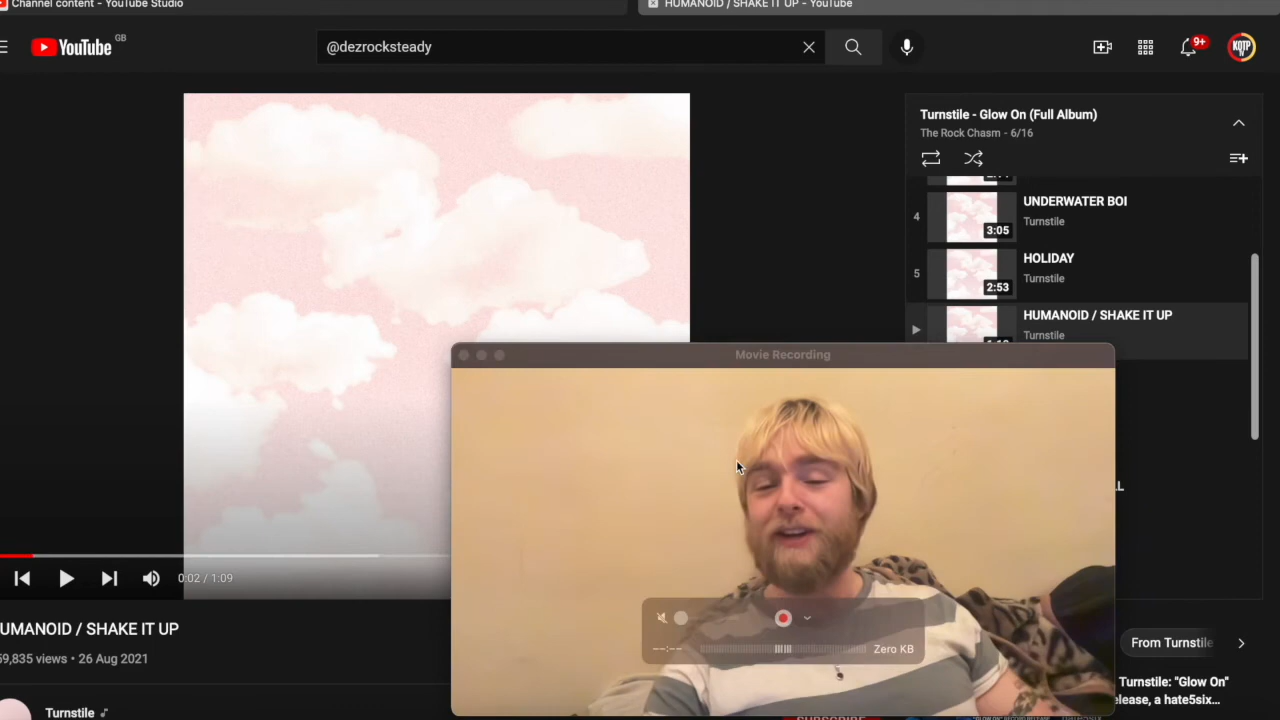 Channel content - YouTube Studio
HUMANOID / SHAKE IT UP - YouTube
YouTube GB
@dezrocksteady
9+
KOTP TV
Turnstile - Glow On (Full Album)
The Rock Chasm - 6/16
4
UNDERWATER BOI
Turnstile
3:05
5
HOLIDAY
Turnstile
2:53
HUMANOID / SHAKE IT UP
Turnstile
Movie Recording
0:02 / 1:09
--:--
Zero KB
UMANOID / SHAKE IT UP
59,835 views • 26 Aug 2021
Turnstile
From Turnstile
Turnstile: "Glow On"
elease, a hate5six...